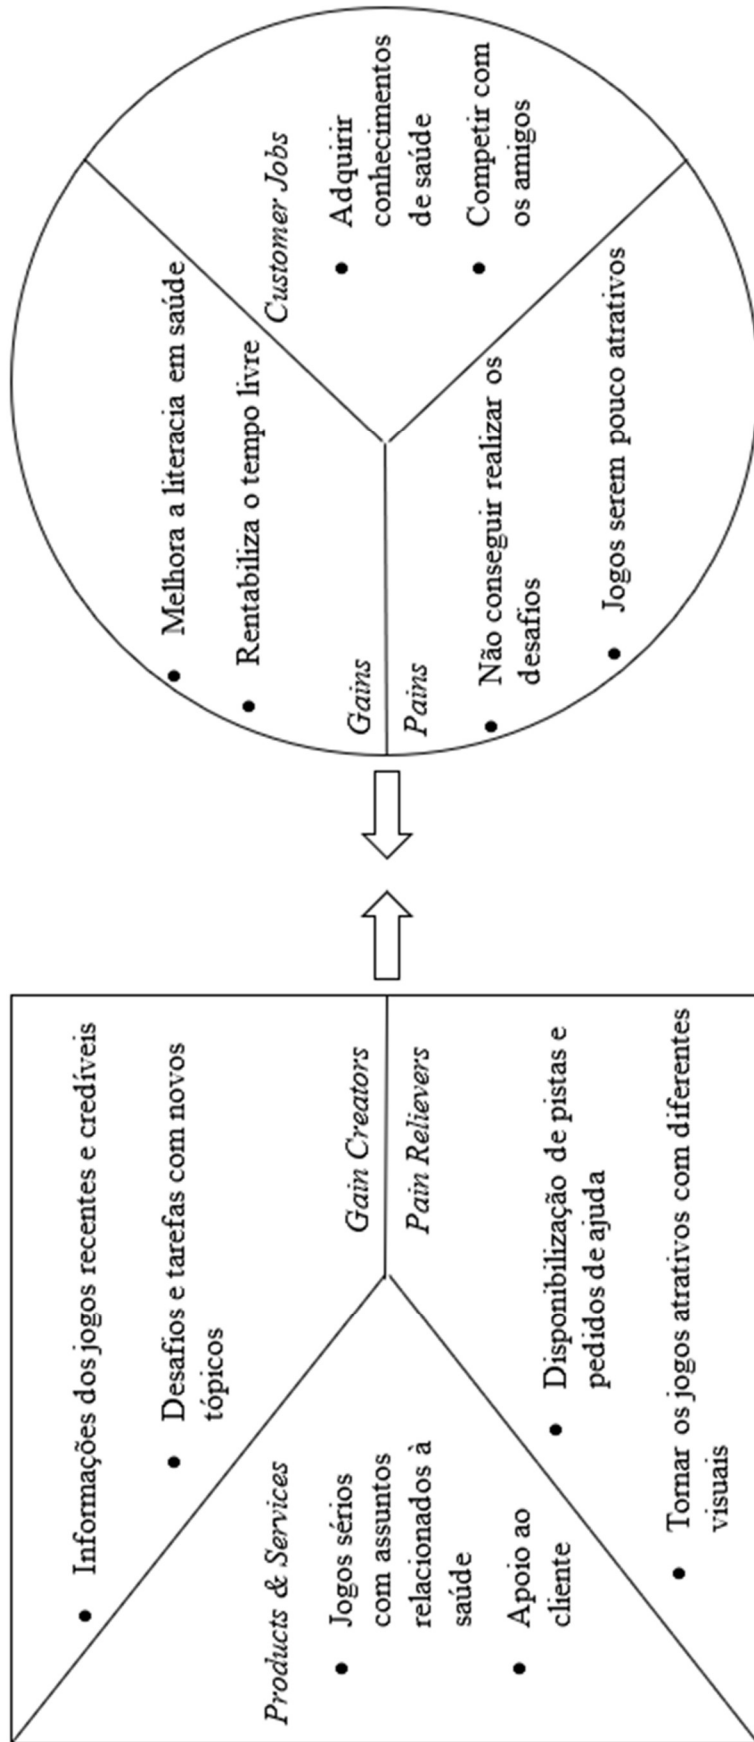 Informações dos jogos recentes e credíveis
Desafios e tarefas com novos
tópicos
Gain Creators
Products & Services
Jogos sérios
com assuntos
relacionados à
saúde
Apoio ao
cliente
Pain Relievers
Disponibilização de pistas e
pedidos de ajuda
Tornar os jogos atrativos com diferentes
visuais
Melhora a literacia em saúde
Rentabiliza o tempo livre
Gains
Customer Jobs
Adquirir
conhecimentos
de saúde
Competir com
os amigos
Pains
Não conseguir realizar os
desafios
Jogos serem pouco atrativos